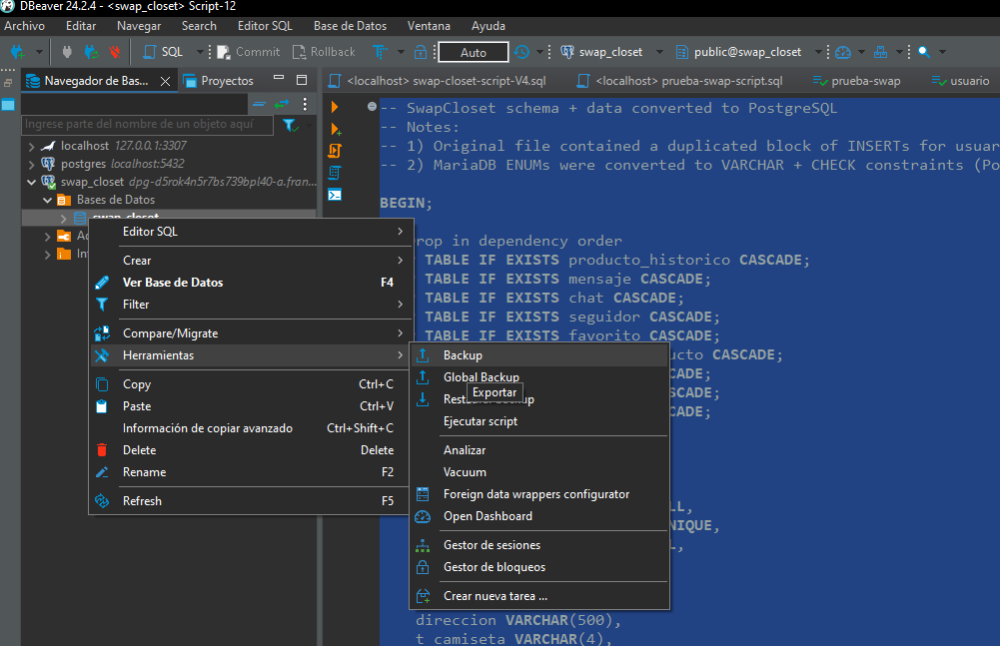 DBeaver 24.2.4 - <swap_closet> Script-12
Archivo Editar Navegar Search Editor SQL Base de Datos Ventana Ayuda
SQL Commit Rollback Auto swap_closet public@swap_closet
Navegador de Bas... Proyectos <localhost> swap-closet-script-V4.sql <localhost> prueba-swap-script.sql prueba-swap usuario
Ingrese parte del nombre de un objeto aquí
localhost 127.0.0.1:3307
postgres localhost:5432
swap_closet dpg-d5rok4n5r7bs739bpl40-a.fran...
Bases de Datos
swap_closet
Ac
In
-- SwapCloset schema + data converted to PostgreSQL
-- Notes:
-- 1) Original file contained a duplicated block of INSERTs for usuar
-- 2) MariaDB ENUMs were converted to VARCHAR + CHECK constraints (Po
BEGIN;
rop in dependency order
TABLE IF EXISTS producto_historico CASCADE;
TABLE IF EXISTS mensaje CASCADE;
TABLE IF EXISTS chat CASCADE;
TABLE IF EXISTS seguidor CASCADE;
TABLE IF EXISTS favorito CASCADE;
ucto CASCADE;
CADE;
SCADE;
CADE;
LL,
NIQUE,
L,
direccion VARCHAR(500),
t_camiseta VARCHAR(4),
Editor SQL
Crear
Ver Base de Datos F4
Filter
Compare/Migrate
Herramientas
Copy Ctrl+C
Paste Ctrl+V
Información de copiar avanzado Ctrl+Shift+C
Delete Delete
Rename F2
Refresh F5
Backup
Global Backup
Exportar
Ejecutar script
Analizar
Vacuum
Foreign data wrappers configurator
Open Dashboard
Gestor de sesiones
Gestor de bloqueos
Crear nueva tarea ...